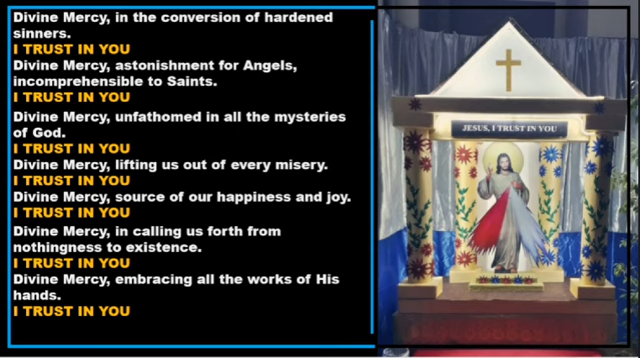 Divine Mercy, in the conversion of hardened
sinners.
I TRUST IN YOU
Divine Mercy, astonishment for Angels,
incomprehensible to Saints.
I TRUST IN YOU
Divine Mercy, unfathomed in all the mysteries
of God.
I TRUST IN YOU
Divine Mercy, lifting us out of every misery.
I TRUST IN YOU
Divine Mercy, source of our happiness and joy.
I TRUST IN YOU
Divine Mercy, in calling us forth from
nothingness to existence.
I TRUST IN YOU
Divine Mercy, embracing all the works of His
hands.
I TRUST IN YOU
JESUS, I TRUST IN YOU